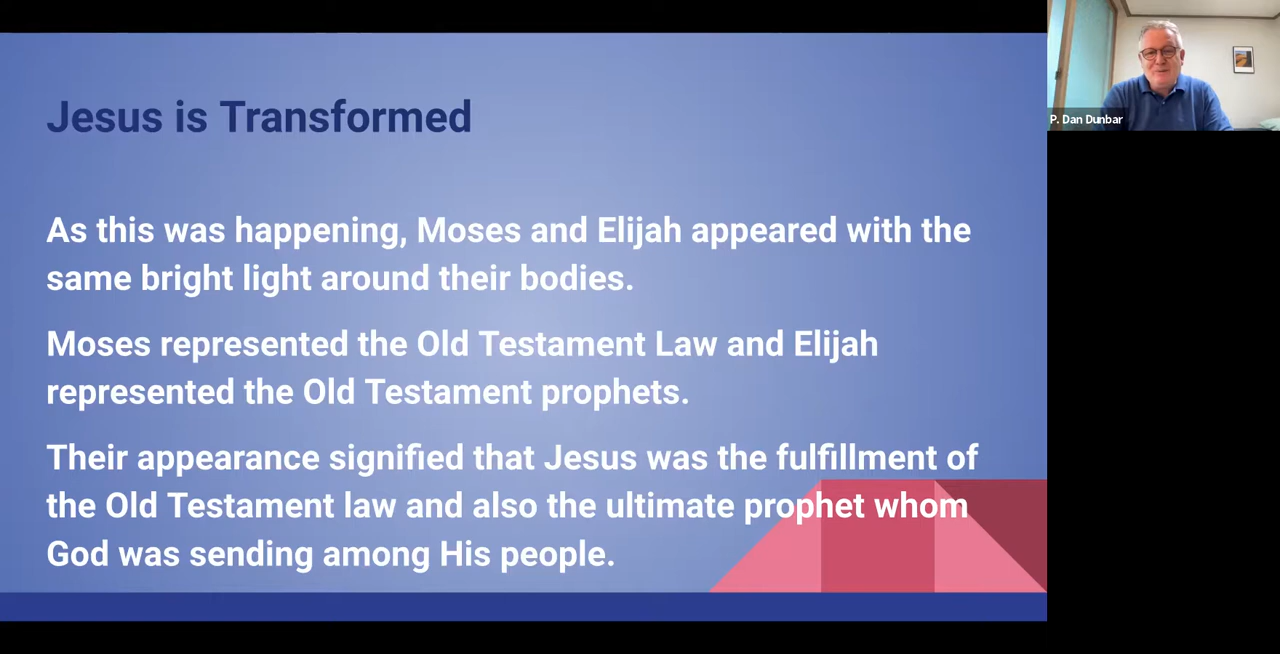 Jesus is Transformed
As this was happening, Moses and Elijah appeared with the
same bright light around their bodies.
Moses represented the Old Testament Law and Elijah
represented the Old Testament prophets.
Their appearance signified that Jesus was the fulfillment of
the Old Testament law and also the ultimate prophet whom
God was sending among His people.
P. Dan Dunbar